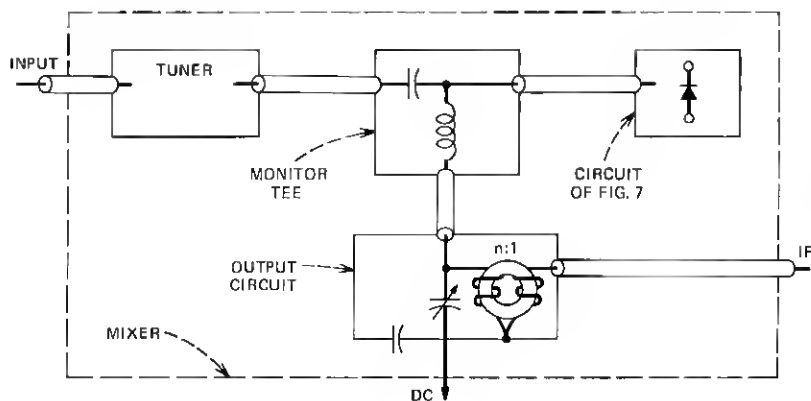 INPUT
TUNER
MONITOR
TEE
CIRCUIT
OF FIG. 7
OUTPUT
CIRCUIT
n:1
IF
MIXER
DC